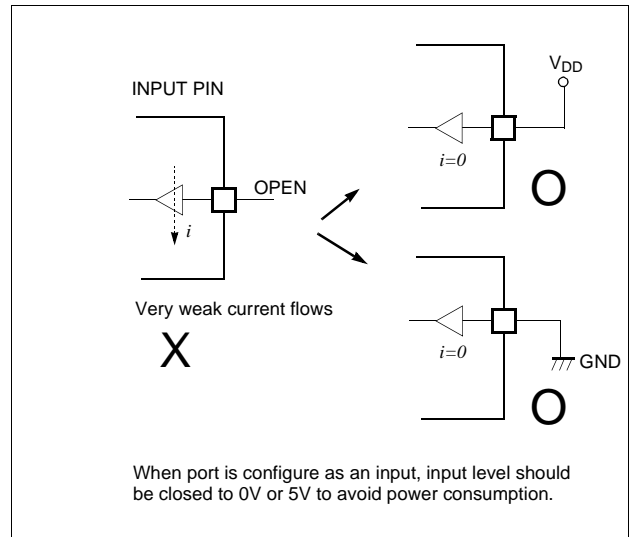 INPUT PIN
OPEN
i
Very weak current flows
X
VDD
i=0
O
i=0
GND
O
When port is configure as an input, input level should
be closed to 0V or 5V to avoid power consumption.